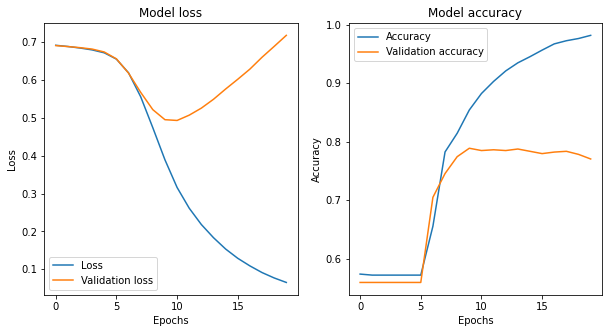 Model loss
Loss
0.7
0.6
0.5
0.4
0.3
0.2
0.1
Loss
Validation loss
0
5
10
15
Epochs
Model accuracy
Accuracy
1.0
0.9
0.8
0.7
0.6
Accuracy
Validation accuracy
0
5
10
15
Epochs